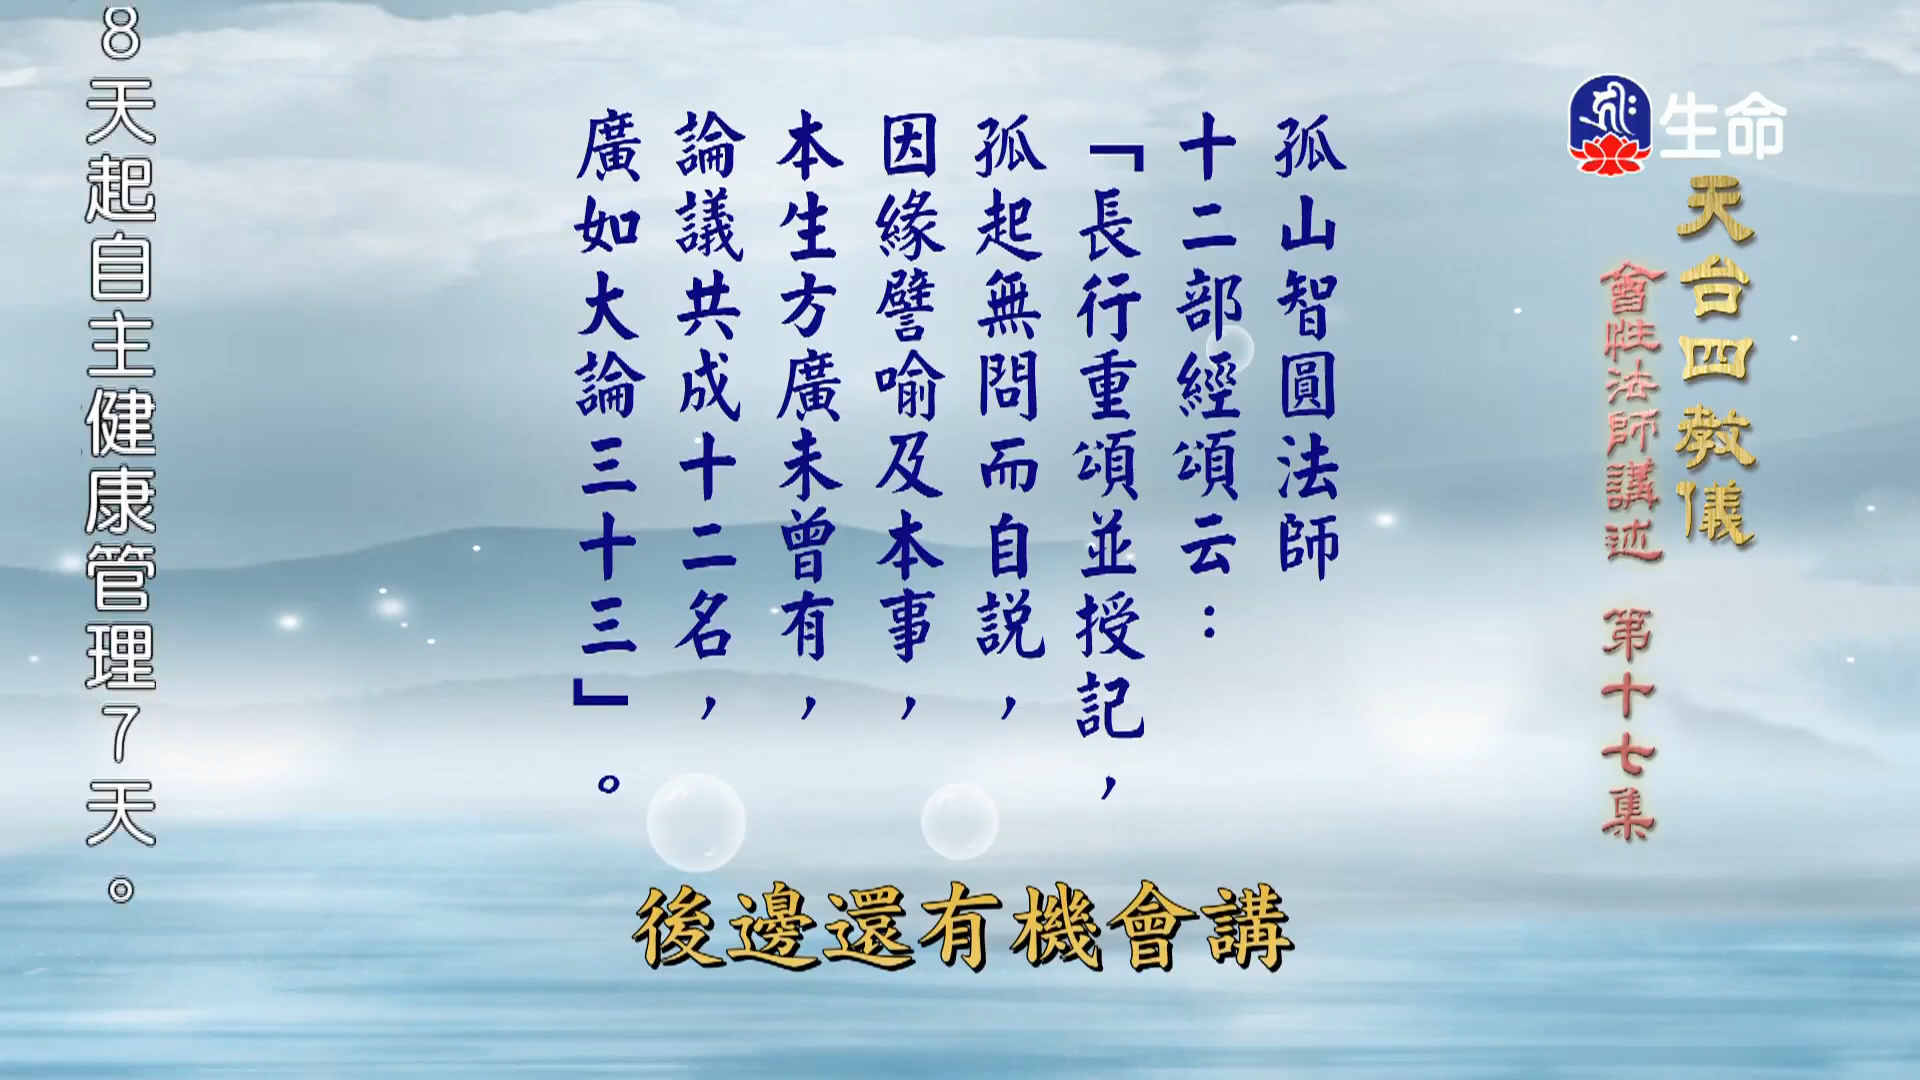 生命
天台四教儀
會性法師講述 第十七集
孤山智圓法師
十二部經頌云：
「長行重頌並授記，
孤起無問而自説，
因緣譬喻及本事，
本生方廣未曾有，
論議共成十二名，
廣如大論三十三」。
8天起自主健康管理7天。
後邊還有機會講